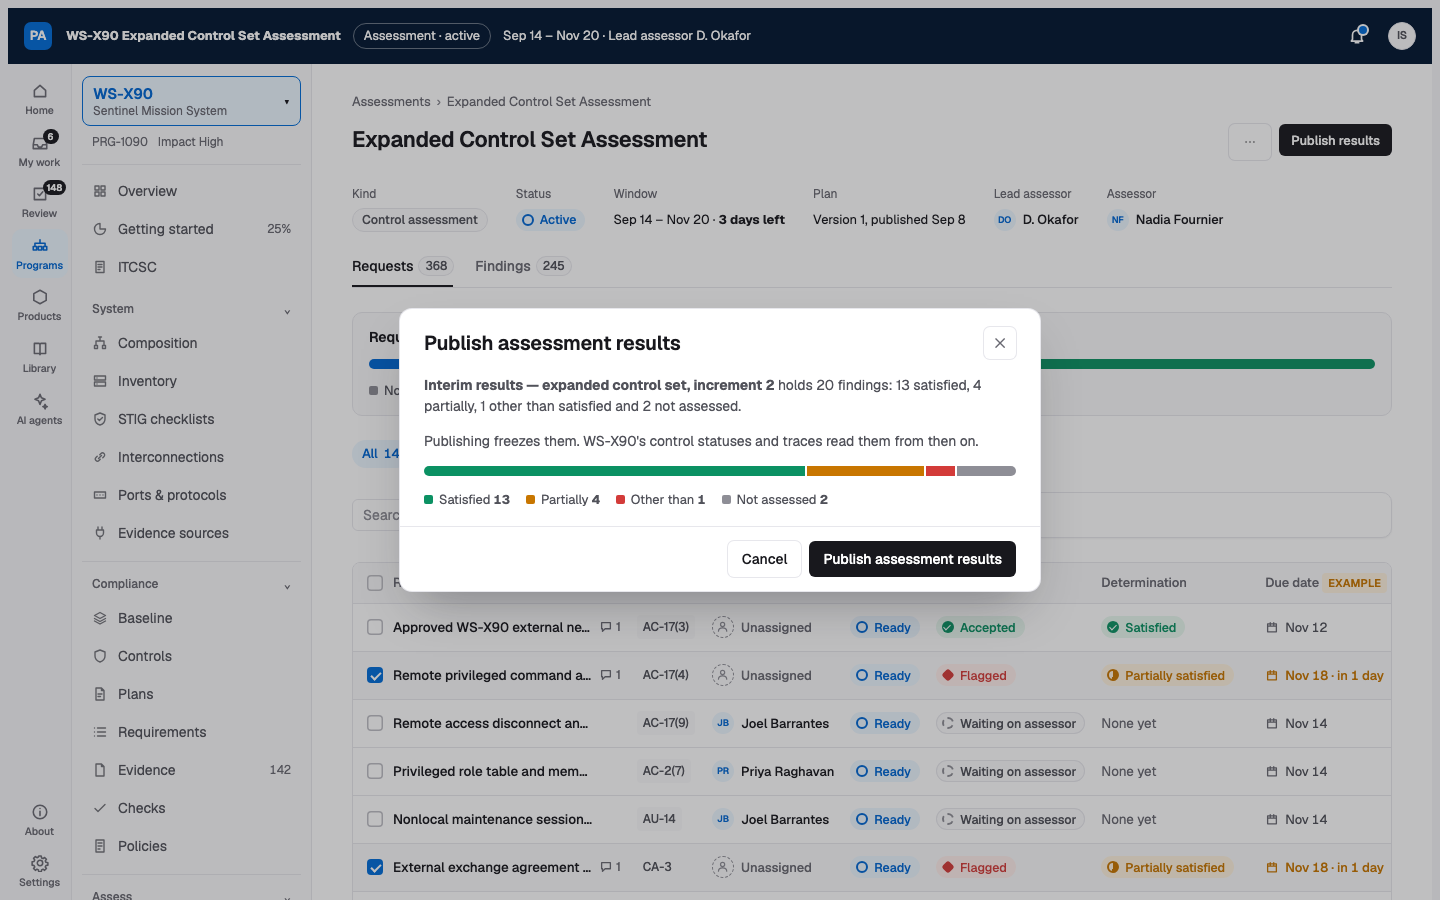 PA WS-X90 Expanded Control Set Assessment Assessment · active Sep 14 – Nov 20 · Lead assessor D. Okafor IS
Home
6
My work
148
Review
Programs
Products
Library
AI agents
About
Settings
WS-X90
Sentinel Mission System
PRG-1090 Impact High
Overview
Getting started 25%
ITCSC
System
Composition
Inventory
STIG checklists
Interconnections
Ports & protocols
Evidence sources
Compliance
Baseline
Controls
Plans
Requirements
Evidence 142
Checks
Policies
Assess
Assessments › Expanded Control Set Assessment
Expanded Control Set Assessment
... Publish results
Kind Status Window Plan Lead assessor Assessor
Control assessment Active Sep 14 – Nov 20 · 3 days left Version 1, published Sep 8 DO D. Okafor NF Nadia Fournier
Requests 368 Findings 245
All 14
Publish assessment results
Interim results — expanded control set, increment 2 holds 20 findings: 13 satisfied, 4
partially, 1 other than satisfied and 2 not assessed.
Publishing freezes them. WS-X90's control statuses and traces read them from then on.
Satisfied 13 Partially 4 Other than 1 Not assessed 2
Cancel Publish assessment results
Determination Due date EXAMPLE
Approved WS-X90 external ne... 1 AC-17(3) Unassigned Ready Accepted Satisfied Nov 12
Remote privileged command a... 1 AC-17(4) Unassigned Ready Flagged Partially satisfied Nov 18 · in 1 day
Remote access disconnect an... AC-17(9) JB Joel Barrantes Ready Waiting on assessor None yet Nov 14
Privileged role table and mem... AC-2(7) PR Priya Raghavan Ready Waiting on assessor None yet Nov 14
Nonlocal maintenance session... AU-14 JB Joel Barrantes Ready Waiting on assessor None yet Nov 14
External exchange agreement ... 1 CA-3 Unassigned Ready Flagged Partially satisfied Nov 18 · in 1 day